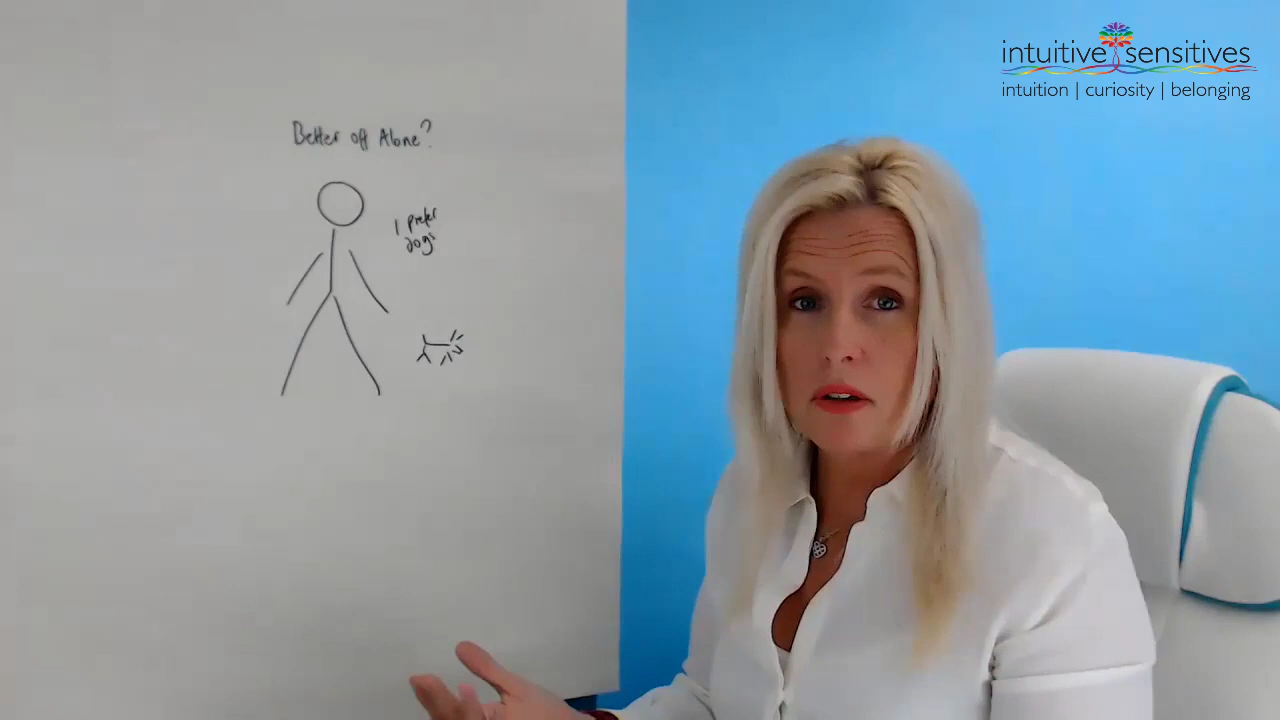 intuitive sensitives
intuition | curiosity | belonging
Better off Alone?
I prefer
dogs